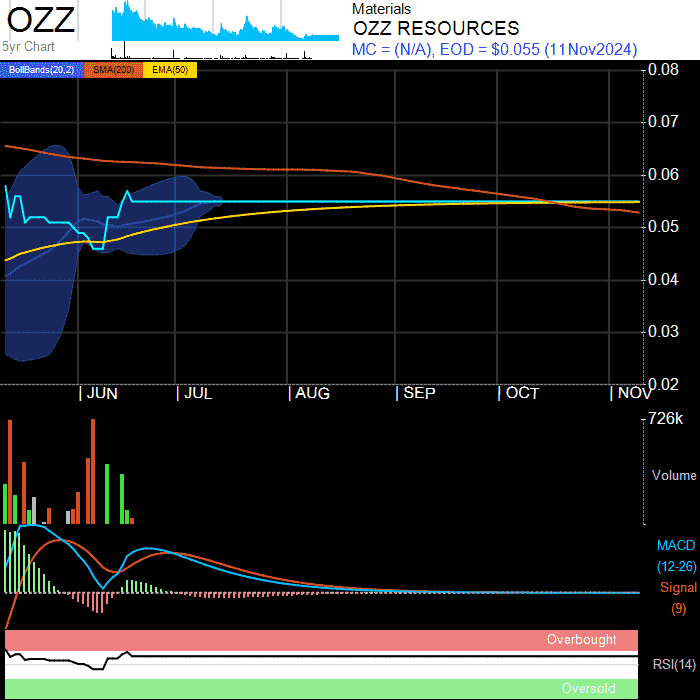 OZZ
5yr Chart
Materials
OZZ RESOURCES
MC = (N/A), EOD = $0.055 (11Nov2024)
BollBands(20,2) SMA(200) EMA(50)
0.08
0.07
0.06
0.05
0.04
0.03
0.02
JUN JUL AUG SEP OCT NOV
726k
Volume
MACD
(12-26)
Signal
(9)
Overbought
RSI(14)
Oversold